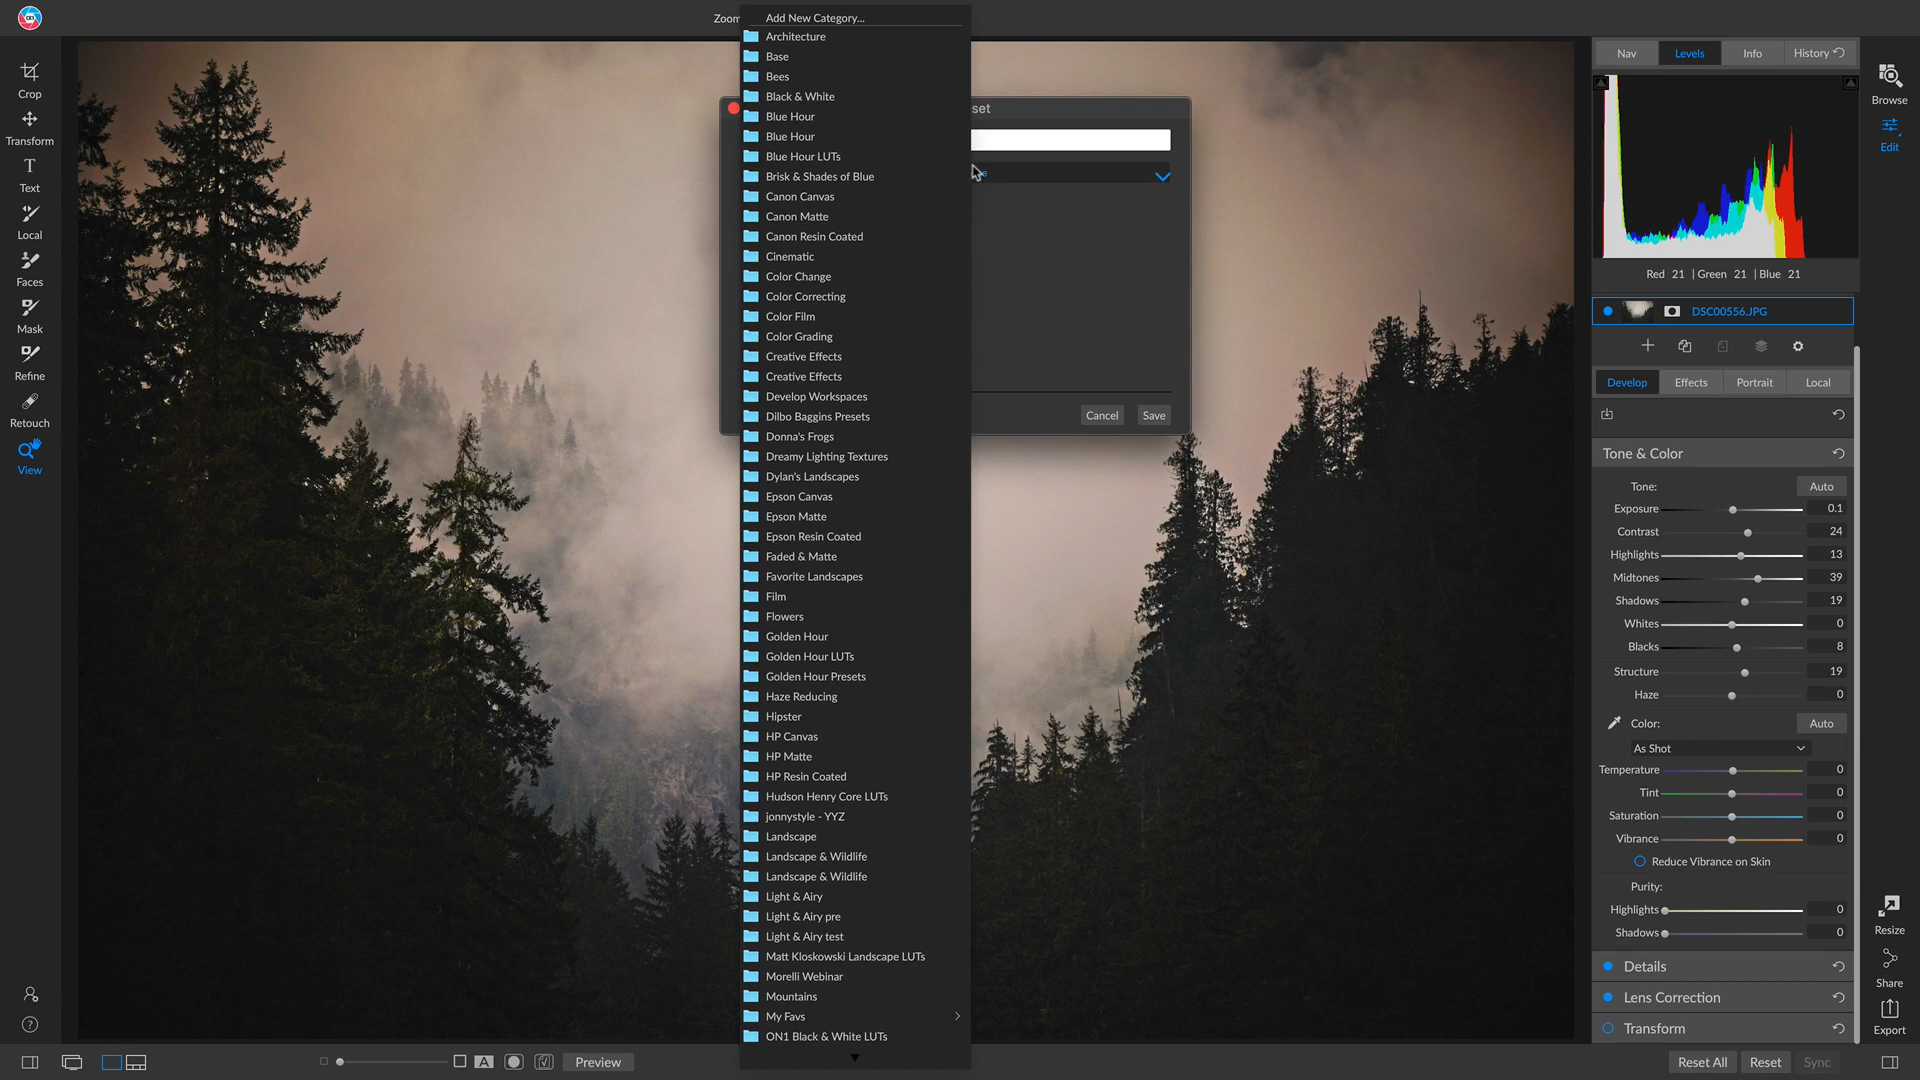 Zoom
Crop
Transform
Text
Local
Faces
Mask
Refine
Retouch
View
Add New Category...
Architecture
Base
Bees
Black & White
Blue Hour
Blue Hour
Blue Hour LUTs
Brisk & Shades of Blue
Canon Canvas
Canon Matte
Canon Resin Coated
Cinematic
Color Change
Color Correcting
Color Film
Color Grading
Creative Effects
Creative Effects
Develop Workspaces
Dilbo Baggins Presets
Donna's Frogs
Dreamy Lighting Textures
Dylan's Landscapes
Epson Canvas
Epson Matte
Epson Resin Coated
Faded & Matte
Favorite Landscapes
Film
Flowers
Golden Hour
Golden Hour LUTs
Golden Hour Presets
Haze Reducing
Hipster
HP Canvas
HP Matte
HP Resin Coated
Hudson Henry Core LUTs
jonnystyle - YYZ
Landscape
Landscape & Wildlife
Landscape & Wildlife
Light & Airy
Light & Airy pre
Light & Airy test
Matt Kloskowski Landscape LUTs
Morelli Webinar
Mountains
My Favs
ON1 Black & White LUTs
set
Cancel Save
Nav Levels Info History
Red 21 | Green 21 | Blue 21
DSC00556.JPG
Develop Effects Portrait Local
Tone & Color
Tone: Auto
Exposure 0.1
Contrast 24
Highlights 13
Midtones 39
Shadows 19
Whites 0
Blacks 8
Structure 19
Haze 0
Color: Auto
As Shot
Temperature 0
Tint 0
Saturation 0
Vibrance 0
Reduce Vibrance on Skin
Purity:
Highlights 0
Shadows 0
Details
Lens Correction
Transform
Browse
Edit
Resize
Share
Export
A Preview
Reset All Reset Sync